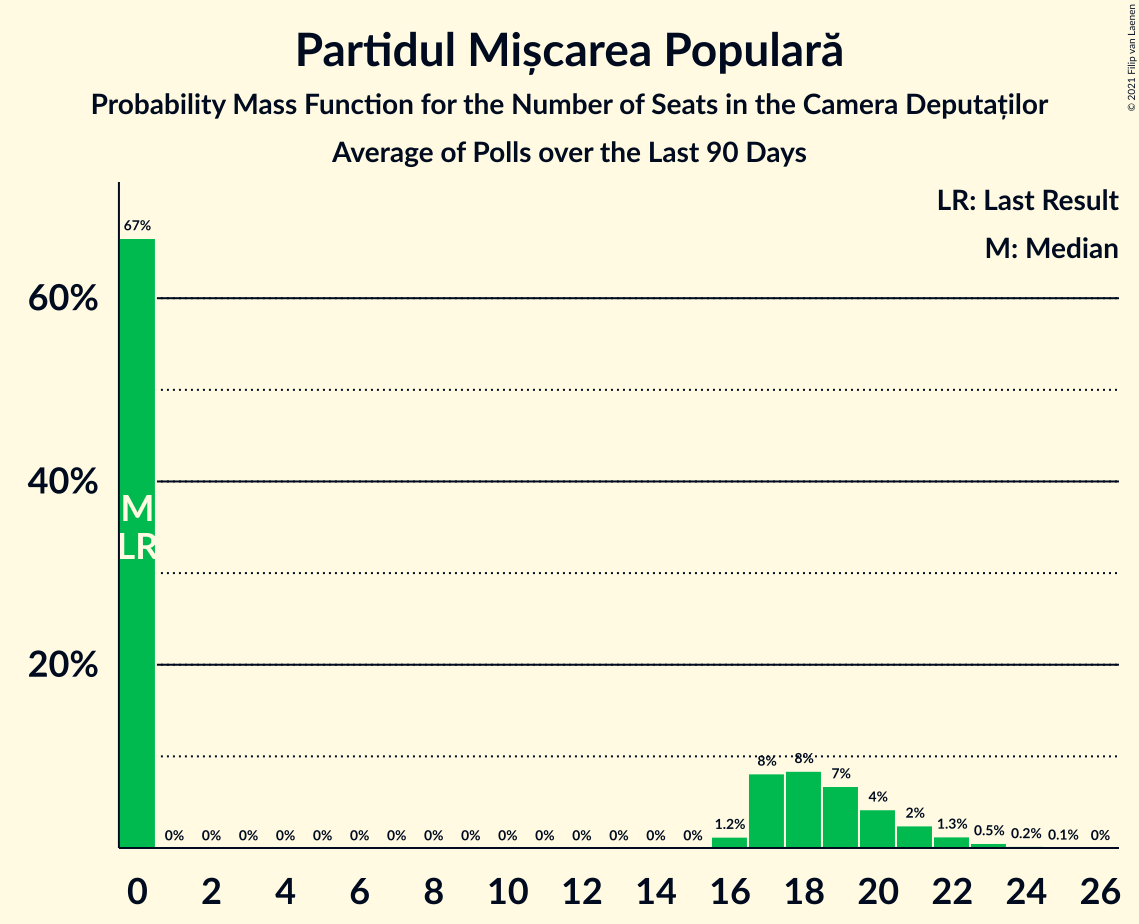 Partidul Mișcarea Populară
Probability Mass Function for the Number of Seats in the Camera Deputaților
Average of Polls over the Last 90 Days
© 2021 Filip van Laenen
LR: Last Result
M: Median
67%
60%
40%
M
LR
20%
0% 0% 0% 0% 0% 0% 0% 0% 0% 0% 0% 0% 0% 0% 0% 1.2% 8% 8% 7% 4% 2% 1.3% 0.5% 0.2% 0.1% 0%
0 2 4 6 8 10 12 14 16 18 20 22 24 26